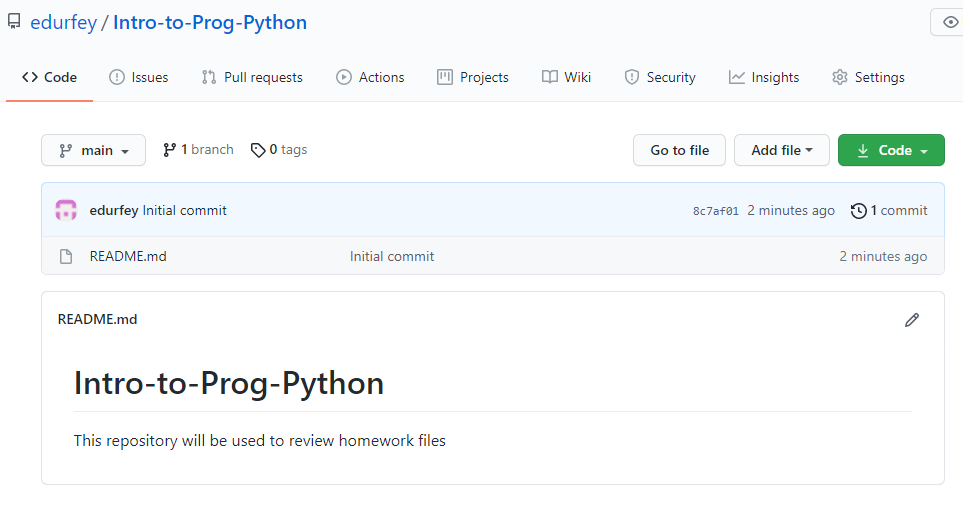 edurfey / Intro-to-Prog-Python
Code Issues Pull requests Actions Projects Wiki Security Insights Settings
main 1 branch 0 tags Go to file Add file Code
edurfey Initial commit 8c7af01 2 minutes ago 1 commit
README.md Initial commit 2 minutes ago
README.md
Intro-to-Prog-Python
This repository will be used to review homework files